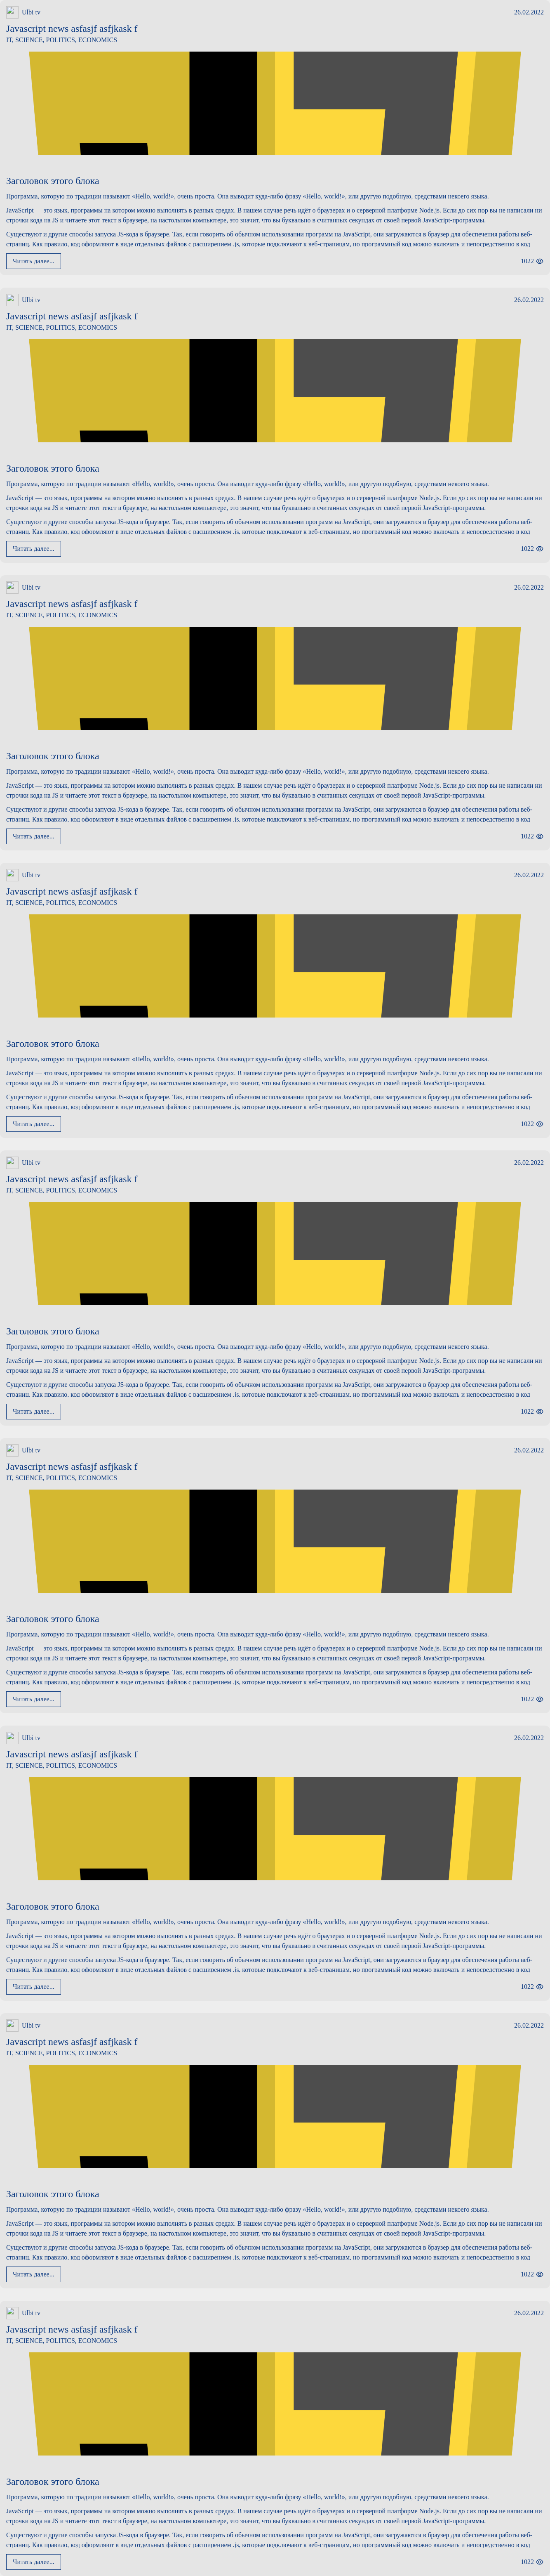 Ulbi tv 26.02.2022
Javascript news asfasjf asfjkask f
IT, SCIENCE, POLITICS, ECONOMICS
Заголовок этого блока
Программа, которую по традиции называют «Hello, world!», очень проста. Она выводит куда-либо фразу «Hello, world!», или другую подобную, средствами некоего языка.
JavaScript — это язык, программы на котором можно выполнять в разных средах. В нашем случае речь идёт о браузерах и о серверной платформе Node.js. Если до сих пор вы не написали ни
строчки кода на JS и читаете этот текст в браузере, на настольном компьютере, это значит, что вы буквально в считанных секундах от своей первой JavaScript-программы.
Существуют и другие способы запуска JS-кода в браузере. Так, если говорить об обычном использовании программ на JavaScript, они загружаются в браузер для обеспечения работы веб-
страниц. Как правило, код оформляют в виде отдельных файлов с расширением .js, которые подключают к веб-страницам, но программный код можно включать и непосредственно в код
Читать далее... 1022
Ulbi tv 26.02.2022
Javascript news asfasjf asfjkask f
IT, SCIENCE, POLITICS, ECONOMICS
Заголовок этого блока
Программа, которую по традиции называют «Hello, world!», очень проста. Она выводит куда-либо фразу «Hello, world!», или другую подобную, средствами некоего языка.
JavaScript — это язык, программы на котором можно выполнять в разных средах. В нашем случае речь идёт о браузерах и о серверной платформе Node.js. Если до сих пор вы не написали ни
строчки кода на JS и читаете этот текст в браузере, на настольном компьютере, это значит, что вы буквально в считанных секундах от своей первой JavaScript-программы.
Существуют и другие способы запуска JS-кода в браузере. Так, если говорить об обычном использовании программ на JavaScript, они загружаются в браузер для обеспечения работы веб-
страниц. Как правило, код оформляют в виде отдельных файлов с расширением .js, которые подключают к веб-страницам, но программный код можно включать и непосредственно в код
Читать далее... 1022
Ulbi tv 26.02.2022
Javascript news asfasjf asfjkask f
IT, SCIENCE, POLITICS, ECONOMICS
Заголовок этого блока
Программа, которую по традиции называют «Hello, world!», очень проста. Она выводит куда-либо фразу «Hello, world!», или другую подобную, средствами некоего языка.
JavaScript — это язык, программы на котором можно выполнять в разных средах. В нашем случае речь идёт о браузерах и о серверной платформе Node.js. Если до сих пор вы не написали ни
строчки кода на JS и читаете этот текст в браузере, на настольном компьютере, это значит, что вы буквально в считанных секундах от своей первой JavaScript-программы.
Существуют и другие способы запуска JS-кода в браузере. Так, если говорить об обычном использовании программ на JavaScript, они загружаются в браузер для обеспечения работы веб-
страниц. Как правило, код оформляют в виде отдельных файлов с расширением .js, которые подключают к веб-страницам, но программный код можно включать и непосредственно в код
Читать далее... 1022
Ulbi tv 26.02.2022
Javascript news asfasjf asfjkask f
IT, SCIENCE, POLITICS, ECONOMICS
Заголовок этого блока
Программа, которую по традиции называют «Hello, world!», очень проста. Она выводит куда-либо фразу «Hello, world!», или другую подобную, средствами некоего языка.
JavaScript — это язык, программы на котором можно выполнять в разных средах. В нашем случае речь идёт о браузерах и о серверной платформе Node.js. Если до сих пор вы не написали ни
строчки кода на JS и читаете этот текст в браузере, на настольном компьютере, это значит, что вы буквально в считанных секундах от своей первой JavaScript-программы.
Существуют и другие способы запуска JS-кода в браузере. Так, если говорить об обычном использовании программ на JavaScript, они загружаются в браузер для обеспечения работы веб-
страниц. Как правило, код оформляют в виде отдельных файлов с расширением .js, которые подключают к веб-страницам, но программный код можно включать и непосредственно в код
Читать далее... 1022
Ulbi tv 26.02.2022
Javascript news asfasjf asfjkask f
IT, SCIENCE, POLITICS, ECONOMICS
Заголовок этого блока
Программа, которую по традиции называют «Hello, world!», очень проста. Она выводит куда-либо фразу «Hello, world!», или другую подобную, средствами некоего языка.
JavaScript — это язык, программы на котором можно выполнять в разных средах. В нашем случае речь идёт о браузерах и о серверной платформе Node.js. Если до сих пор вы не написали ни
строчки кода на JS и читаете этот текст в браузере, на настольном компьютере, это значит, что вы буквально в считанных секундах от своей первой JavaScript-программы.
Существуют и другие способы запуска JS-кода в браузере. Так, если говорить об обычном использовании программ на JavaScript, они загружаются в браузер для обеспечения работы веб-
страниц. Как правило, код оформляют в виде отдельных файлов с расширением .js, которые подключают к веб-страницам, но программный код можно включать и непосредственно в код
Читать далее... 1022
Ulbi tv 26.02.2022
Javascript news asfasjf asfjkask f
IT, SCIENCE, POLITICS, ECONOMICS
Заголовок этого блока
Программа, которую по традиции называют «Hello, world!», очень проста. Она выводит куда-либо фразу «Hello, world!», или другую подобную, средствами некоего языка.
JavaScript — это язык, программы на котором можно выполнять в разных средах. В нашем случае речь идёт о браузерах и о серверной платформе Node.js. Если до сих пор вы не написали ни
строчки кода на JS и читаете этот текст в браузере, на настольном компьютере, это значит, что вы буквально в считанных секундах от своей первой JavaScript-программы.
Существуют и другие способы запуска JS-кода в браузере. Так, если говорить об обычном использовании программ на JavaScript, они загружаются в браузер для обеспечения работы веб-
страниц. Как правило, код оформляют в виде отдельных файлов с расширением .js, которые подключают к веб-страницам, но программный код можно включать и непосредственно в код
Читать далее... 1022
Ulbi tv 26.02.2022
Javascript news asfasjf asfjkask f
IT, SCIENCE, POLITICS, ECONOMICS
Заголовок этого блока
Программа, которую по традиции называют «Hello, world!», очень проста. Она выводит куда-либо фразу «Hello, world!», или другую подобную, средствами некоего языка.
JavaScript — это язык, программы на котором можно выполнять в разных средах. В нашем случае речь идёт о браузерах и о серверной платформе Node.js. Если до сих пор вы не написали ни
строчки кода на JS и читаете этот текст в браузере, на настольном компьютере, это значит, что вы буквально в считанных секундах от своей первой JavaScript-программы.
Существуют и другие способы запуска JS-кода в браузере. Так, если говорить об обычном использовании программ на JavaScript, они загружаются в браузер для обеспечения работы веб-
страниц. Как правило, код оформляют в виде отдельных файлов с расширением .js, которые подключают к веб-страницам, но программный код можно включать и непосредственно в код
Читать далее... 1022
Ulbi tv 26.02.2022
Javascript news asfasjf asfjkask f
IT, SCIENCE, POLITICS, ECONOMICS
Заголовок этого блока
Программа, которую по традиции называют «Hello, world!», очень проста. Она выводит куда-либо фразу «Hello, world!», или другую подобную, средствами некоего языка.
JavaScript — это язык, программы на котором можно выполнять в разных средах. В нашем случае речь идёт о браузерах и о серверной платформе Node.js. Если до сих пор вы не написали ни
строчки кода на JS и читаете этот текст в браузере, на настольном компьютере, это значит, что вы буквально в считанных секундах от своей первой JavaScript-программы.
Существуют и другие способы запуска JS-кода в браузере. Так, если говорить об обычном использовании программ на JavaScript, они загружаются в браузер для обеспечения работы веб-
страниц. Как правило, код оформляют в виде отдельных файлов с расширением .js, которые подключают к веб-страницам, но программный код можно включать и непосредственно в код
Читать далее... 1022
Ulbi tv 26.02.2022
Javascript news asfasjf asfjkask f
IT, SCIENCE, POLITICS, ECONOMICS
Заголовок этого блока
Программа, которую по традиции называют «Hello, world!», очень проста. Она выводит куда-либо фразу «Hello, world!», или другую подобную, средствами некоего языка.
JavaScript — это язык, программы на котором можно выполнять в разных средах. В нашем случае речь идёт о браузерах и о серверной платформе Node.js. Если до сих пор вы не написали ни
строчки кода на JS и читаете этот текст в браузере, на настольном компьютере, это значит, что вы буквально в считанных секундах от своей первой JavaScript-программы.
Существуют и другие способы запуска JS-кода в браузере. Так, если говорить об обычном использовании программ на JavaScript, они загружаются в браузер для обеспечения работы веб-
страниц. Как правило, код оформляют в виде отдельных файлов с расширением .js, которые подключают к веб-страницам, но программный код можно включать и непосредственно в код
Читать далее... 1022